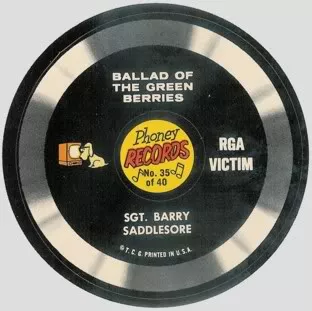 BALLAD OF
THE GREEN
BERRIES
Phoney
RECORDS
No. 35
of 40
RGA
VICTIM
SGT. BARRY
SADDLESORE
© T. C. G. PRINTED IN U.S.A.